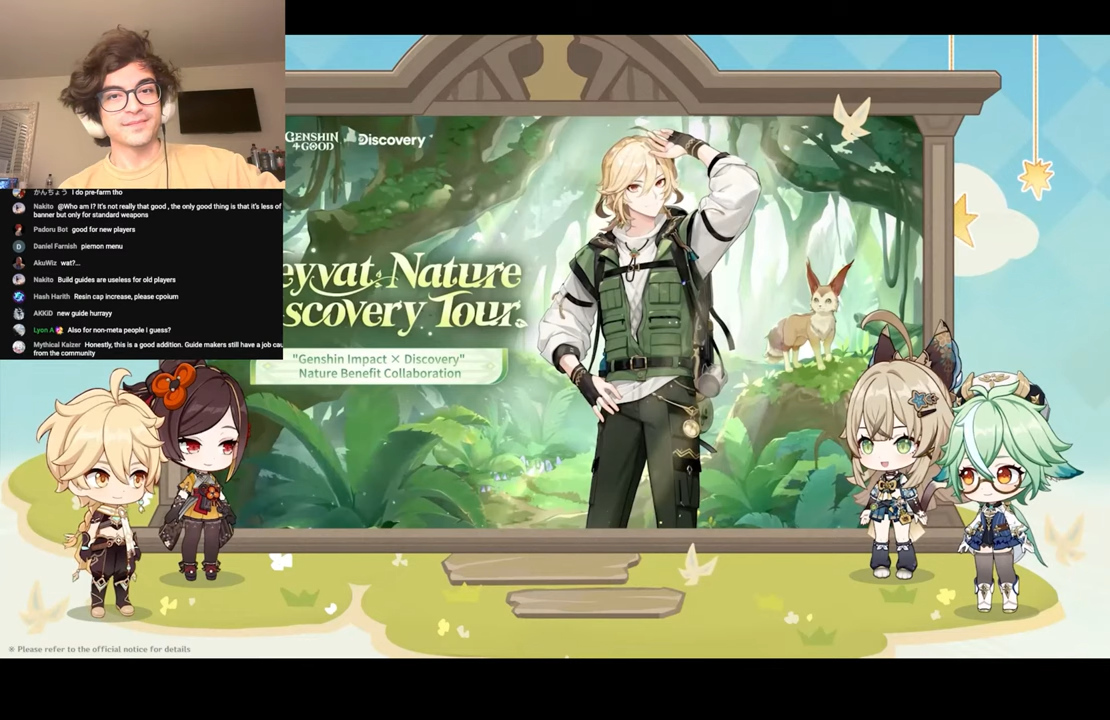 かんちょう I do pre-farm tho
Nakito @Who am I? It's not really that good , the only good thing is that it's less of
banner but only for standard weapons
Padoru Bot good for new players
D Daniel Farnish piemon menu
AkuWiz wat?...
Nakito Build guides are useless for old players
Hash Harith Resin cap increase, please cpoium
AKKiD new guide hurrayy
Lyon A Also for non-meta people I guess?
Mythical Kaizer Honestly, this is a good addition. Guide makers still have a job cau
from the community
GENSHIN
4GOOD
Discovery
eyvat Nature
scovery Tour
"Genshin Impact × Discovery"
Nature Benefit Collaboration
※ Please refer to the official notice for details